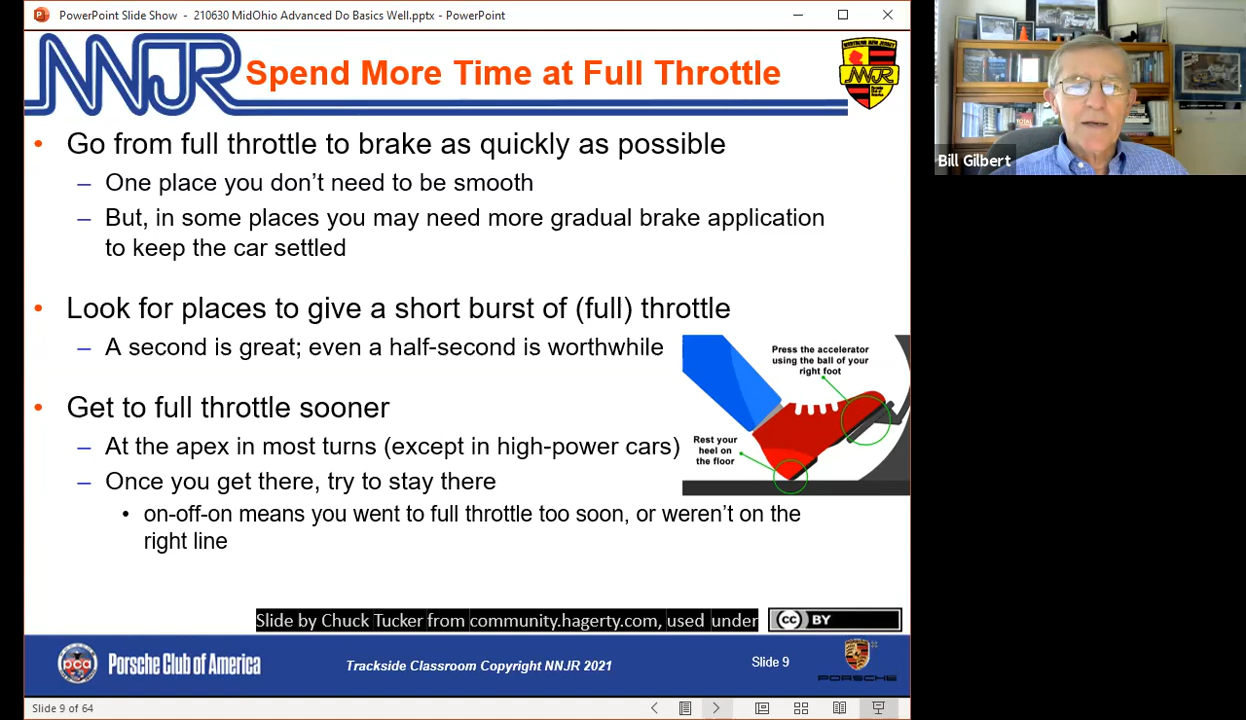 PowerPoint Slide Show - 210630 MidOhio Advanced Do Basics Well.pptx - PowerPoint
NNJR
Spend More Time at Full Throttle
NNJR
• Go from full throttle to brake as quickly as possible
– One place you don't need to be smooth
– But, in some places you may need more gradual brake application
to keep the car settled
• Look for places to give a short burst of (full) throttle
– A second is great; even a half-second is worthwhile
Press the accelerator
using the ball of your
right foot
Rest your
heel on
the floor
• Get to full throttle sooner
– At the apex in most turns (except in high-power cars)
– Once you get there, try to stay there
• on-off-on means you went to full throttle too soon, or weren't on the
right line
Slide by Chuck Tucker from community.hagerty.com, used under
cc BY
pca
Porsche Club of America
Trackside Classroom Copyright NNJR 2021
Slide 9
PORSCHE
Slide 9 of 64
Bill Gilbert
TOTAL